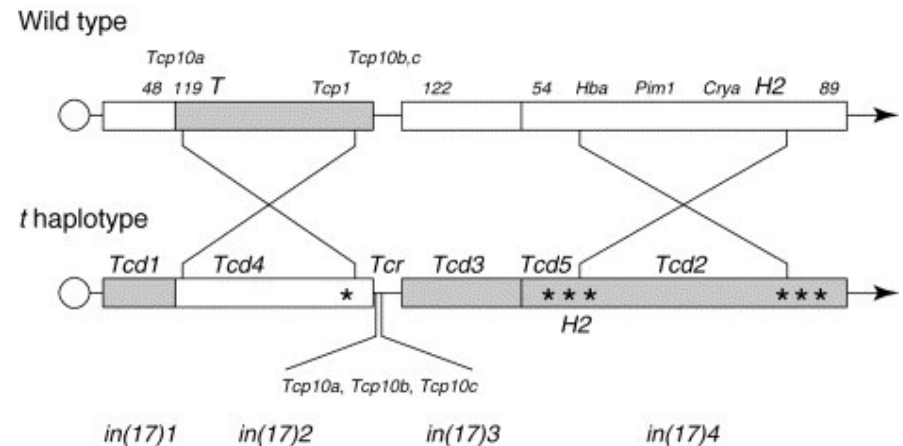 Wild type
Tcp10a Tcp10b,c
48 119 T Tcp1 122 54 Hba Pim1 Crya H2 89
t haplotype
Tcd1 Tcd4 Tcr Tcd3 Tcd5 Tcd2
* * * * * * *
H2
Tcp10a, Tcp10b, Tcp10c
in(17)1 in(17)2 in(17)3 in(17)4